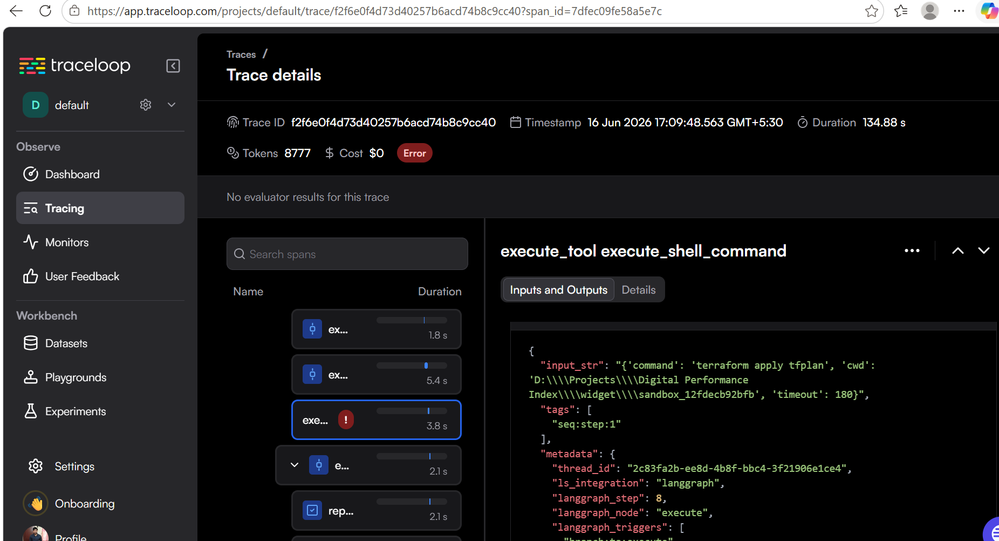 https://app.traceloop.com/projects/default/trace/f2f6e0f4d73d40257b6acd74b8c9cc40?span_id=7dfec09fe58a5e7c
traceloop
D default
Observe
Dashboard
Tracing
Monitors
User Feedback
Workbench
Datasets
Playgrounds
Experiments
Settings
Onboarding
Profile
Traces /
Trace details
Trace ID f2f6e0f4d73d40257b6acd74b8c9cc40 Timestamp 16 Jun 2026 17:09:48.563 GMT+5:30 Duration 134.88 s
Tokens 8777 $ Cost $0 Error
No evaluator results for this trace
Search spans
Name Duration
ex... 1.8 s
ex... 5.4 s
exe... ! 3.8 s
e... 2.1 s
rep... 2.1 s
execute_tool execute_shell_command
Inputs and Outputs Details
{
"input_str": "{'command': 'terraform apply tfplan', 'cwd':
'D:\\\\Projects\\\\Digital Performance
Index\\\\widget\\\\sandbox_12fdecb92bfb', 'timeout': 180}",
"tags": [
"seq:step:1"
],
"metadata": {
"thread_id": "2c83fa2b-ee8d-4b8f-bbc4-3f21906e1ce4",
"ls_integration": "langgraph",
"langgraph_step": 8,
"langgraph_node": "execute",
"langgraph_triggers": [
"branch:to:execute"